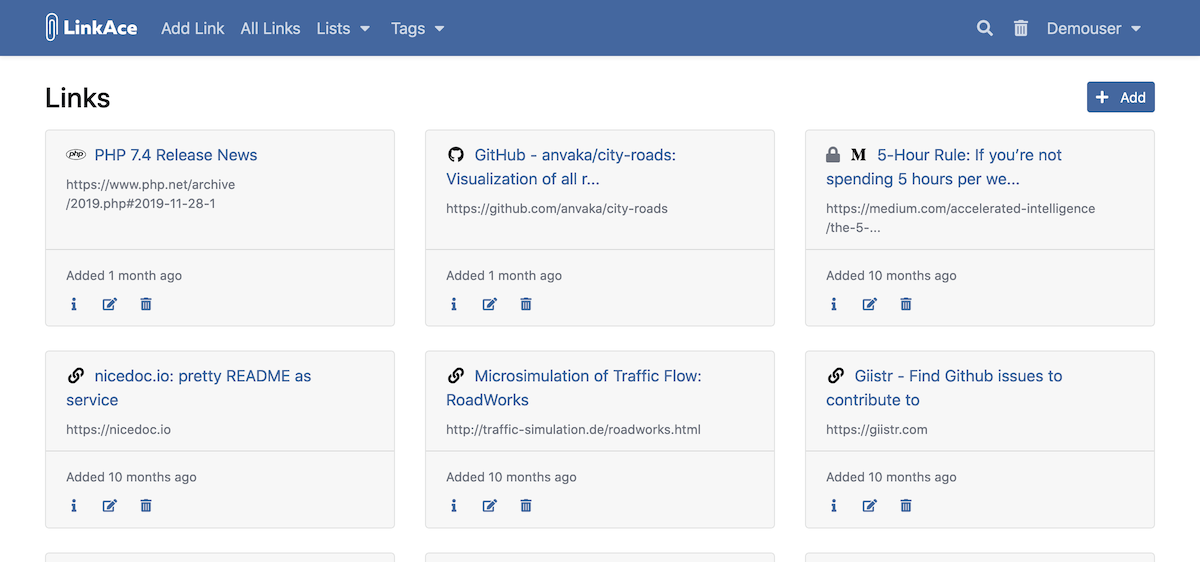 LinkAce Add Link All Links Lists Tags Demouser
Links
Add
php PHP 7.4 Release News
https://www.php.net/archive
/2019.php#2019-11-28-1
Added 1 month ago
GitHub - anvaka/city-roads:
Visualization of all r...
https://github.com/anvaka/city-roads
Added 1 month ago
M 5-Hour Rule: If you’re not
spending 5 hours per we...
https://medium.com/accelerated-intelligence
/the-5-...
Added 10 months ago
nicedoc.io: pretty README as
service
https://nicedoc.io
Added 10 months ago
Microsimulation of Traffic Flow:
RoadWorks
http://traffic-simulation.de/roadworks.html
Added 10 months ago
Giistr - Find Github issues to
contribute to
https://giistr.com
Added 10 months ago